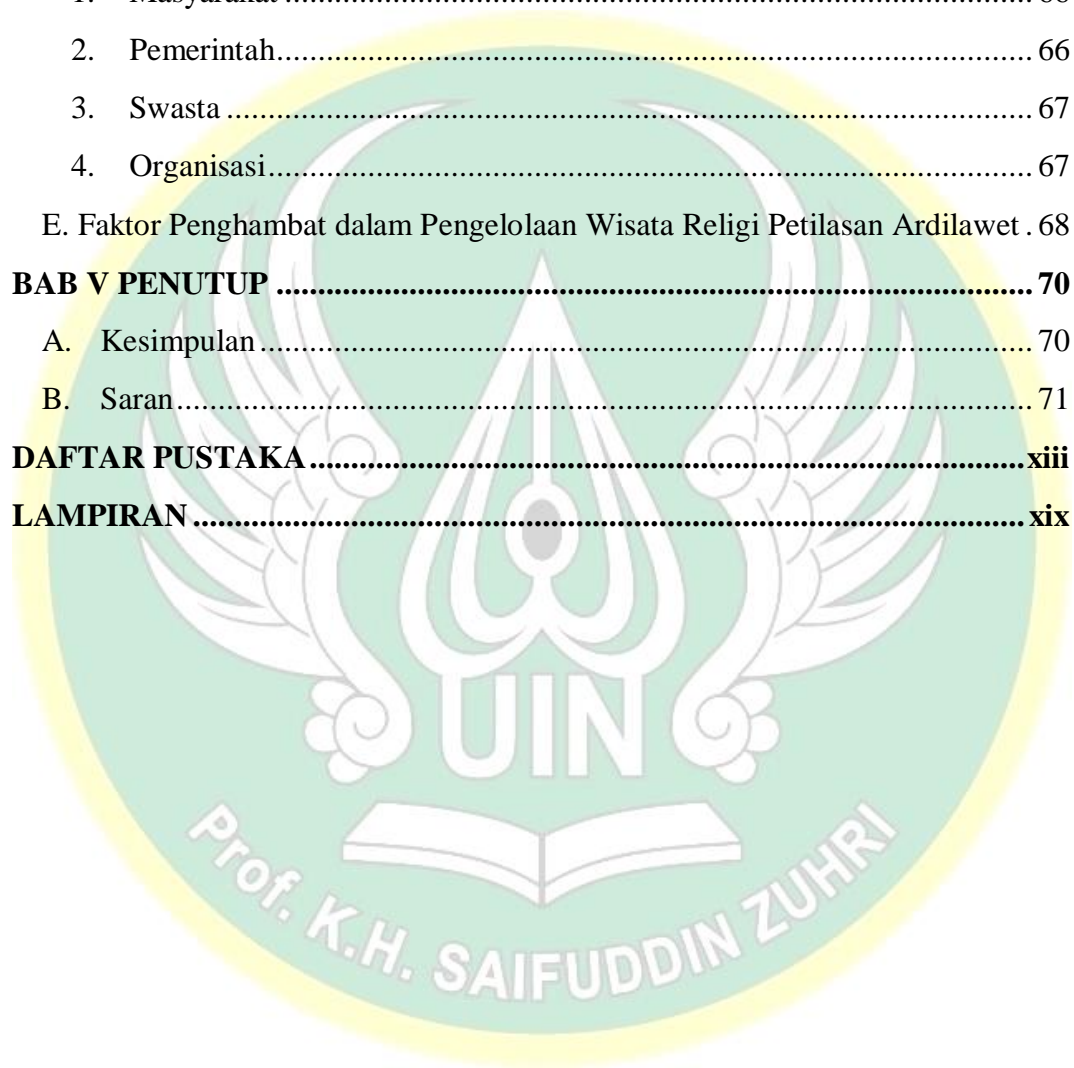 2. Pemerintah.......................................................................................................... 66
3. Swasta ................................................................................................................ 67
4. Organisasi........................................................................................................... 67
E. Faktor Penghambat dalam Pengelolaan Wisata Religi Petilasan Ardilawet . 68
BAB V PENUTUP ......................................................................................................... 70
A. Kesimpulan ............................................................................................................ 70
B. Saran....................................................................................................................... 71
DAFTAR PUSTAKA.....................................................................................................xiii
LAMPIRAN ...................................................................................................................xix
UIN
Prof. K.H. SAIFUDDIN ZUHRI